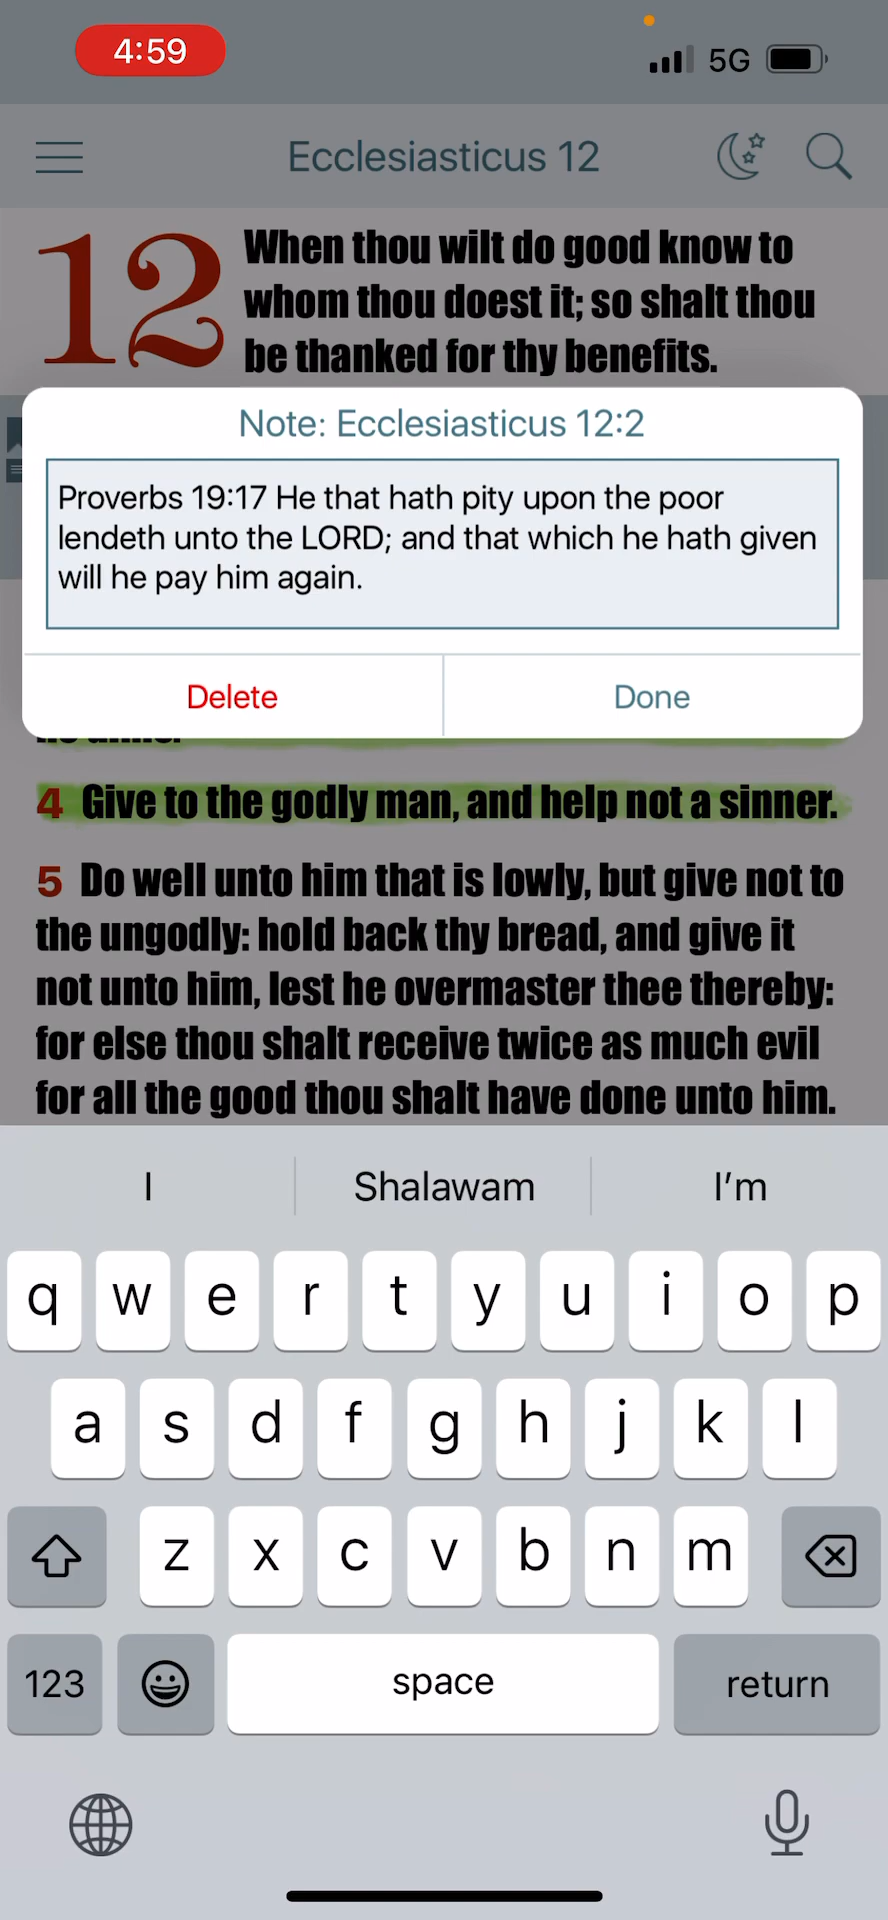 4:59
5G
Ecclesiasticus 12
12 When thou wilt do good know to
whom thou doest it; so shalt thou
be thanked for thy benefits.
Note: Ecclesiasticus 12:2
Proverbs 19:17 He that hath pity upon the poor
lendeth unto the LORD; and that which he hath given
will he pay him again.
Delete
Done
4 Give to the godly man, and help not a sinner.
5 Do well unto him that is lowly, but give not to
the ungodly: hold back thy bread, and give it
not unto him, lest he overmaster thee thereby:
for else thou shalt receive twice as much evil
for all the good thou shalt have done unto him.
I Shalawam I'm
q w e r t y u i o p
a s d f g h j k l
z x c v b n m
123 space return